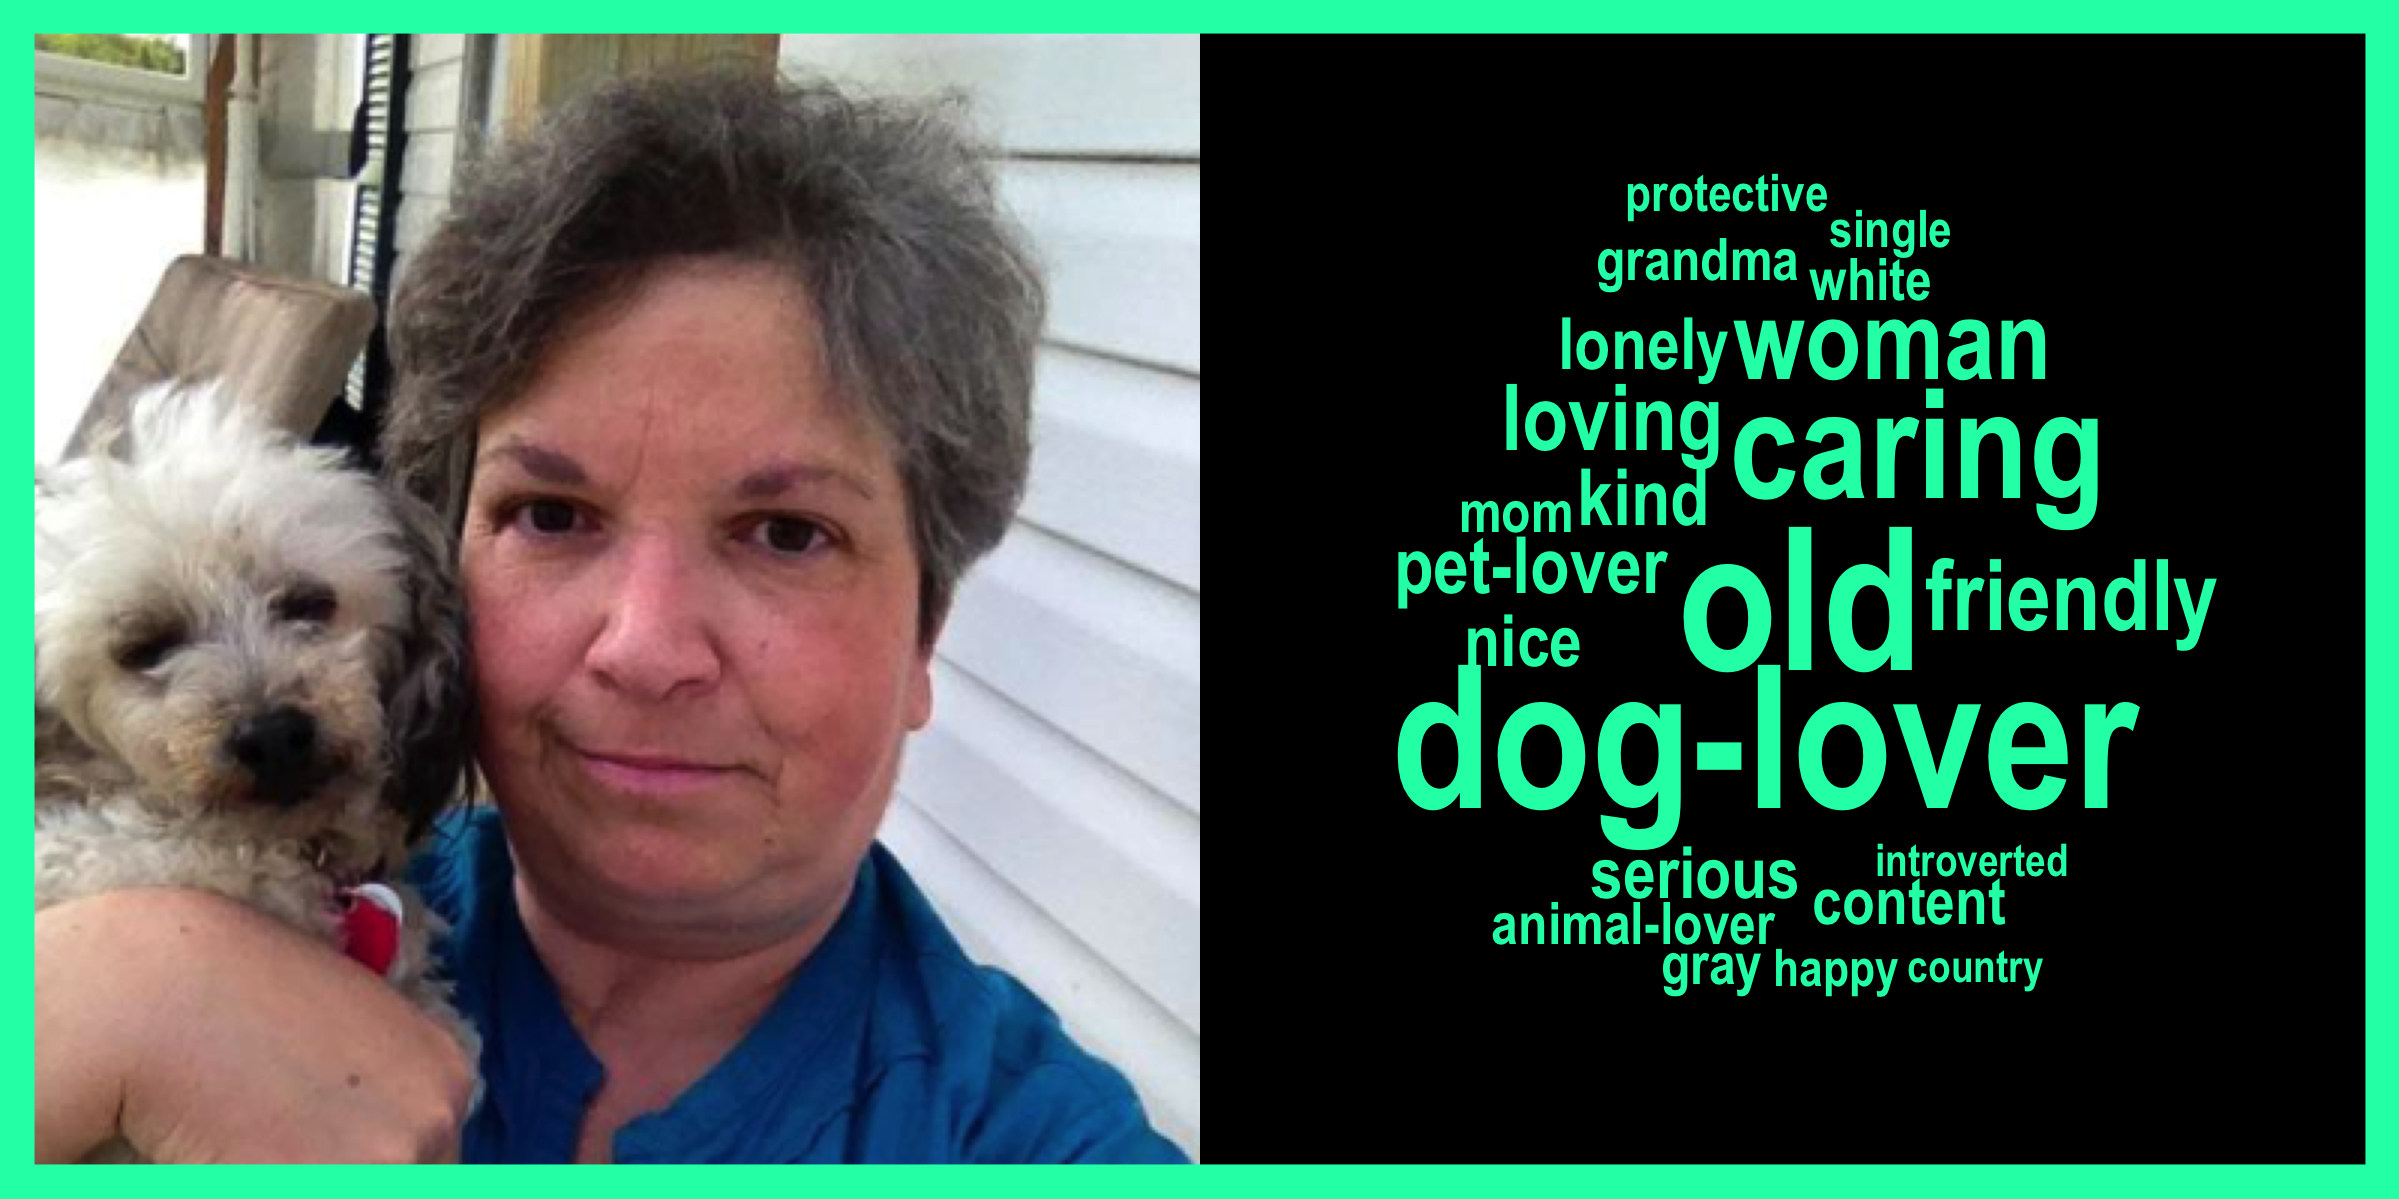 protective
single
grandma
white
lonely
woman
loving
caring
mom
kind
pet-lover
old
friendly
nice
dog-lover
serious
introverted
content
animal-lover
gray
happy
country